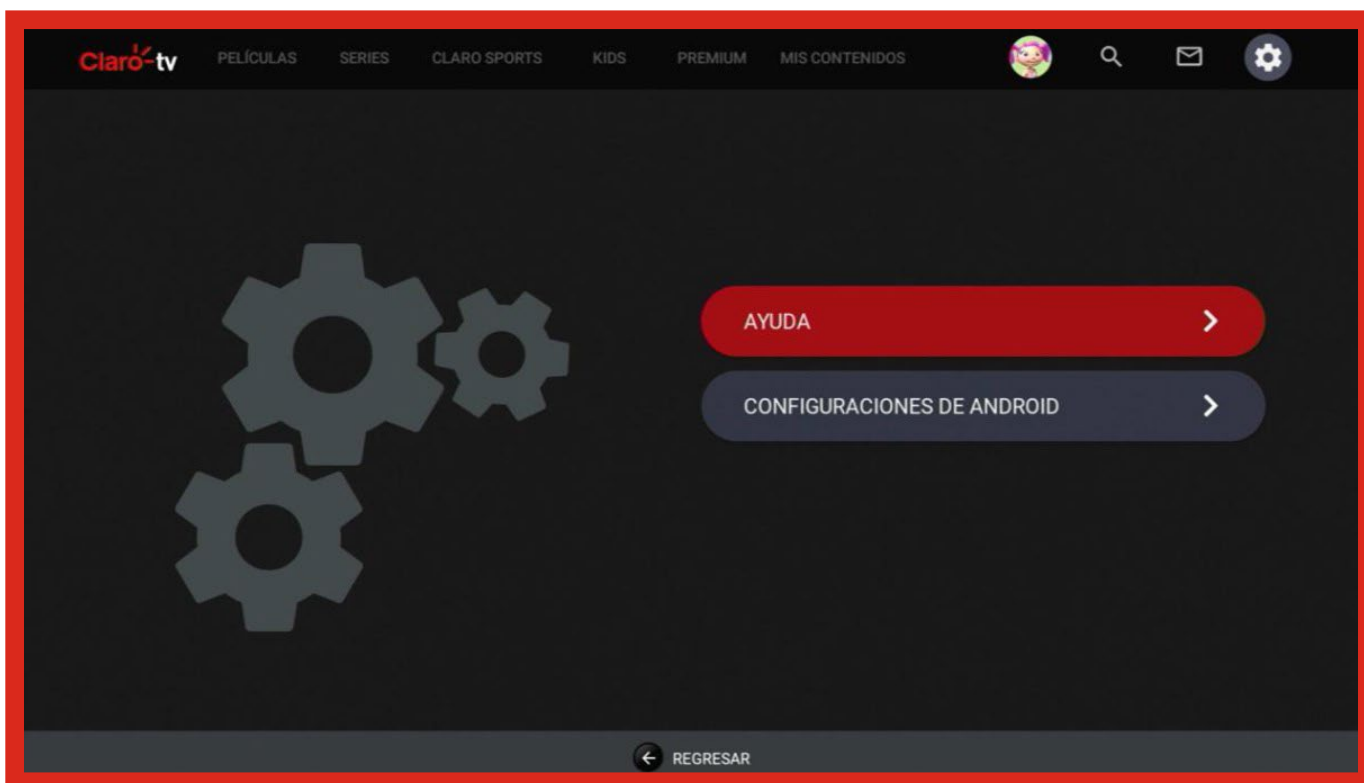 Claro tv PELÍCULAS SERIES CLARO SPORTS KIDS PREMIUM MIS CONTENIDOS
AYUDA
CONFIGURACIONES DE ANDROID
REGRESAR